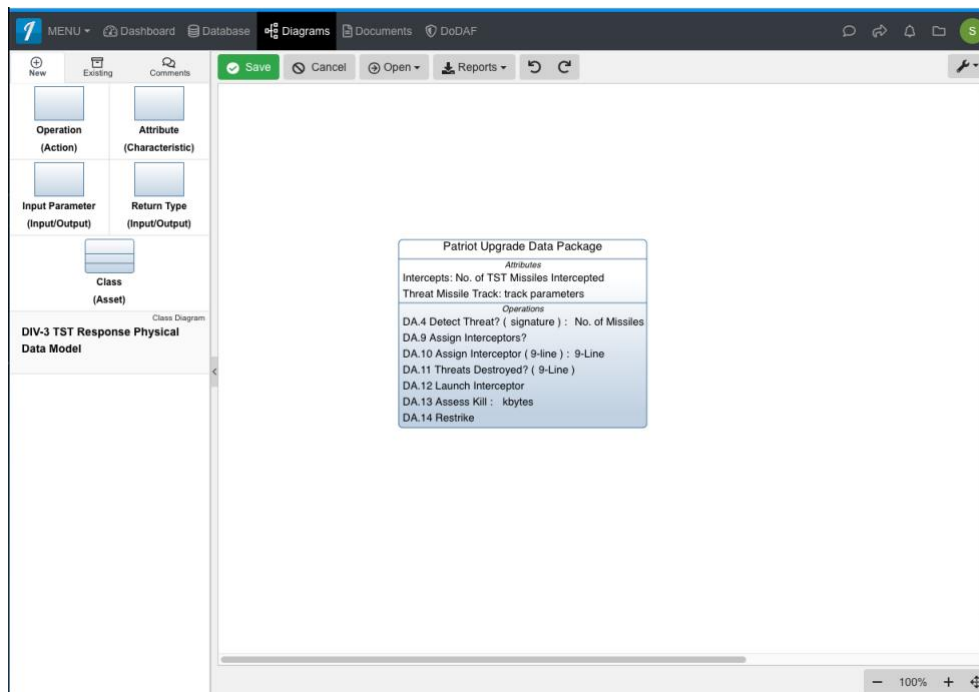 MENU Dashboard Database Diagrams Documents DoDAF
S
New Existing Comments
Save Cancel Open Reports
Operation
(Action)
Attribute
(Characteristic)
Input Parameter
(Input/Output)
Return Type
(Input/Output)
Class
(Asset)
Class Diagram
DIV-3 TST Response Physical
Data Model
Patriot Upgrade Data Package
Attributes
Intercepts: No. of TST Missiles Intercepted
Threat Missile Track: track parameters
Operations
DA.4 Detect Threat? ( signature ) : No. of Missiles
DA.9 Assign Interceptors?
DA.10 Assign Interceptor ( 9-line ) : 9-Line
DA.11 Threats Destroyed? ( 9-Line )
DA.12 Launch Interceptor
DA.13 Assess Kill : kbytes
DA.14 Restrike
100%